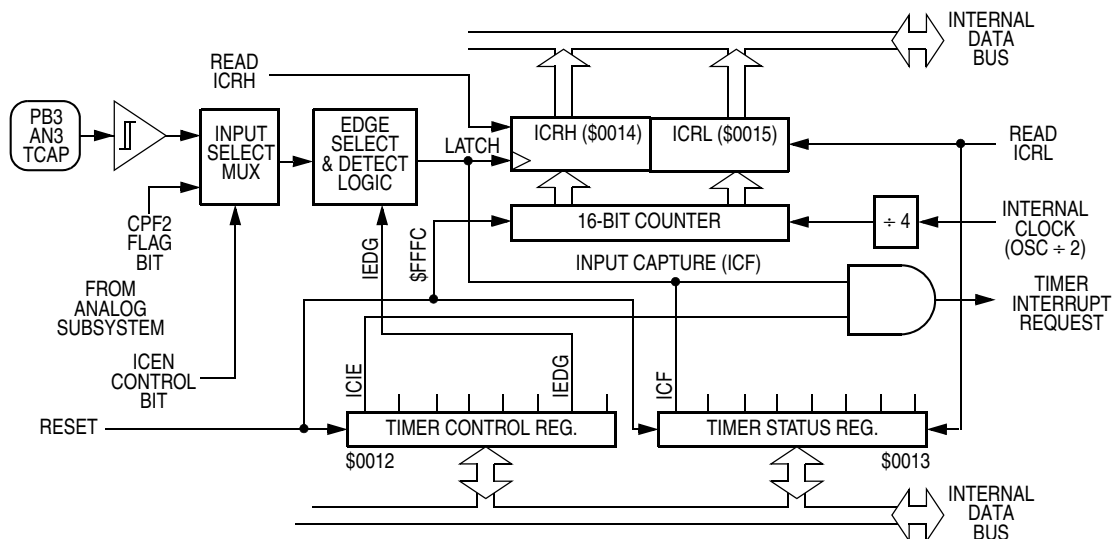 INTERNAL
DATA
BUS
READ
ICRH
PB3
AN3
TCAP
INPUT
SELECT
MUX
EDGE
SELECT
& DETECT
LOGIC
LATCH
ICRH ($0014)
ICRL ($0015)
READ
ICRL
CPF2
FLAG
BIT
16-BIT COUNTER
÷ 4
INTERNAL
CLOCK
(OSC ÷ 2)
IEDG
$FFFC
INPUT CAPTURE (ICF)
FROM
ANALOG
SUBSYSTEM
TIMER
INTERRUPT
REQUEST
ICEN
CONTROL
BIT
ICIE
IEDG
ICF
RESET
TIMER CONTROL REG.
TIMER STATUS REG.
$0012
$0013
INTERNAL
DATA
BUS